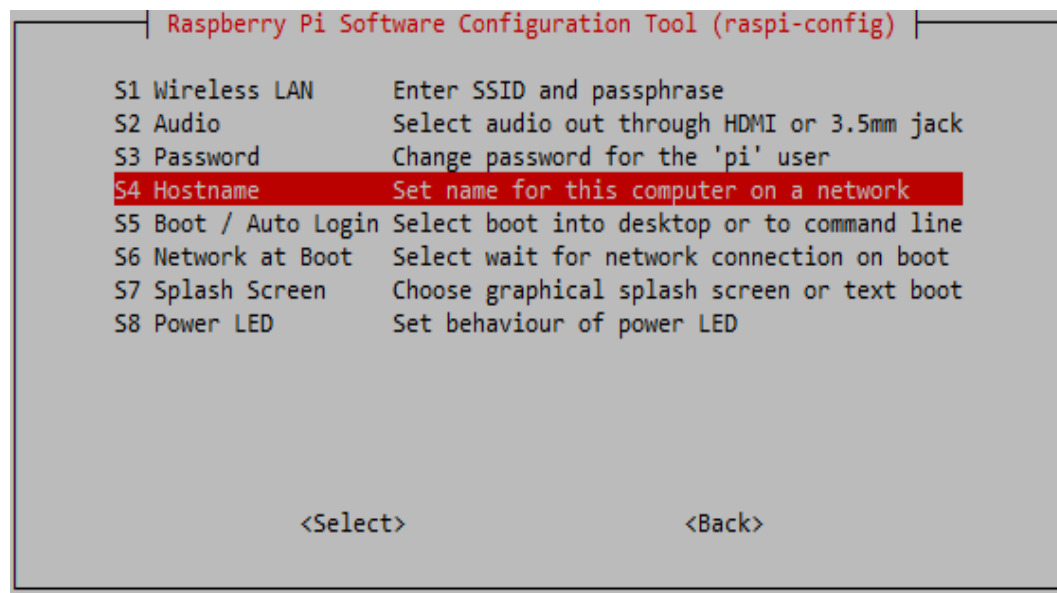 Raspberry Pi Software Configuration Tool (raspi-config)
S1 Wireless LAN Enter SSID and passphrase
S2 Audio Select audio out through HDMI or 3.5mm jack
S3 Password Change password for the 'pi' user
S4 Hostname Set name for this computer on a network
S5 Boot / Auto Login Select boot into desktop or to command line
S6 Network at Boot Select wait for network connection on boot
S7 Splash Screen Choose graphical splash screen or text boot
S8 Power LED Set behaviour of power LED
<Select> <Back>